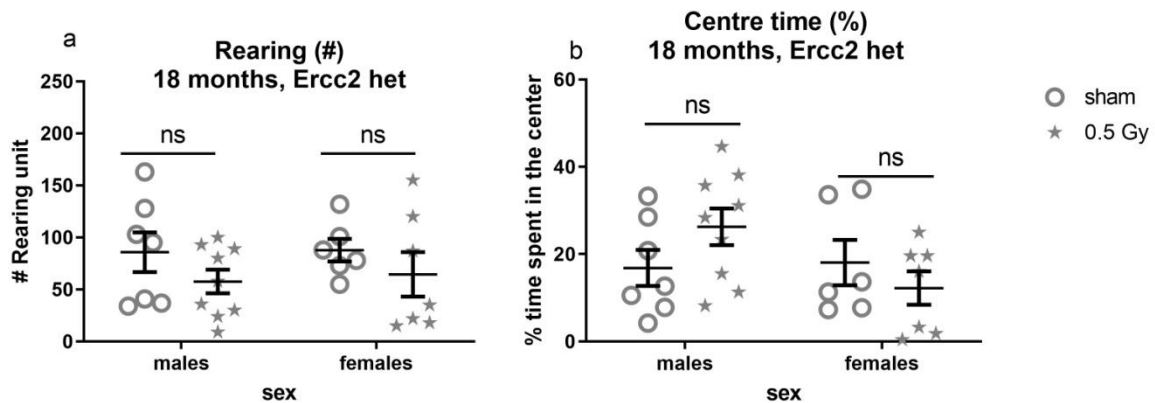 a
Rearing (#)
18 months, Ercc2 het
# Rearing unit
250
200
150
100
50
0
ns
ns
males
females
sex
b
Centre time (%)
18 months, Ercc2 het
% time spent in the center
60
40
20
0
ns
ns
males
females
sex
sham
0.5 Gy